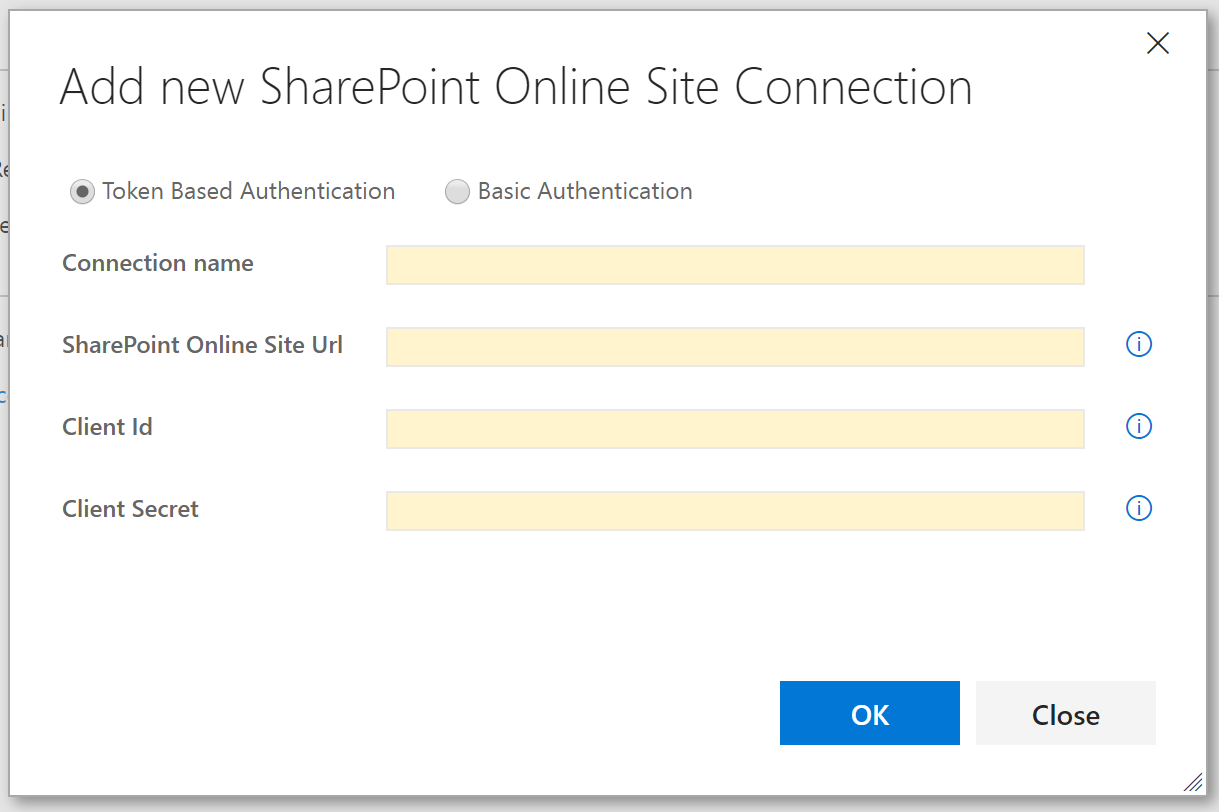 Add new SharePoint Online Site Connection
Token Based Authentication Basic Authentication
Connection name
SharePoint Online Site Url
Client Id
Client Secret
OK Close